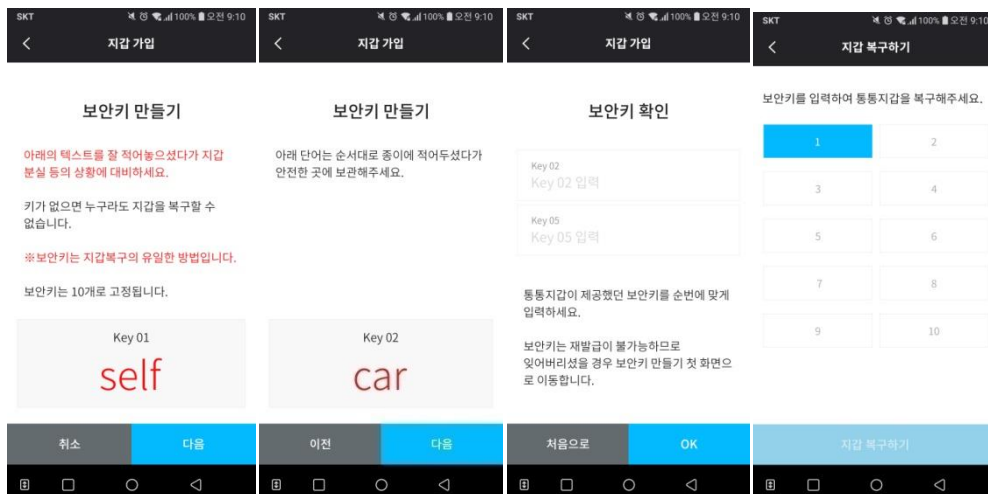 SKT 100% 오전 9:10
지갑 가입
보안키 만들기
아래의 텍스트를 잘 적어놓으셨다가 지갑
분실 등의 상황에 대비하세요.
키가 없으면 누구라도 지갑을 복구할 수
없습니다.
※보안키는 지갑복구의 유일한 방법입니다.
보안키는 10개로 고정됩니다.
Key 01
self
취소 다음
SKT 100% 오전 9:10
지갑 가입
보안키 만들기
아래 단어는 순서대로 종이에 적어두셨다가
안전한 곳에 보관해주세요.
Key 02
car
이전 다음
SKT 100% 오전 9:10
지갑 가입
보안키 확인
Key 02
Key 02 입력
Key 05
Key 05 입력
통통지갑이 제공했던 보안키를 순번에 맞게
입력하세요.
보안키는 재발급이 불가능하므로
잊어버리셨을 경우 보안키 만들기 첫 화면으
로 이동합니다.
처음으로 OK
SKT 100% 오전 9:10
지갑 복구하기
보안키를 입력하여 통통지갑을 복구해주세요.
1 2
3 4
5 6
7 8
9 10
지갑 복구하기